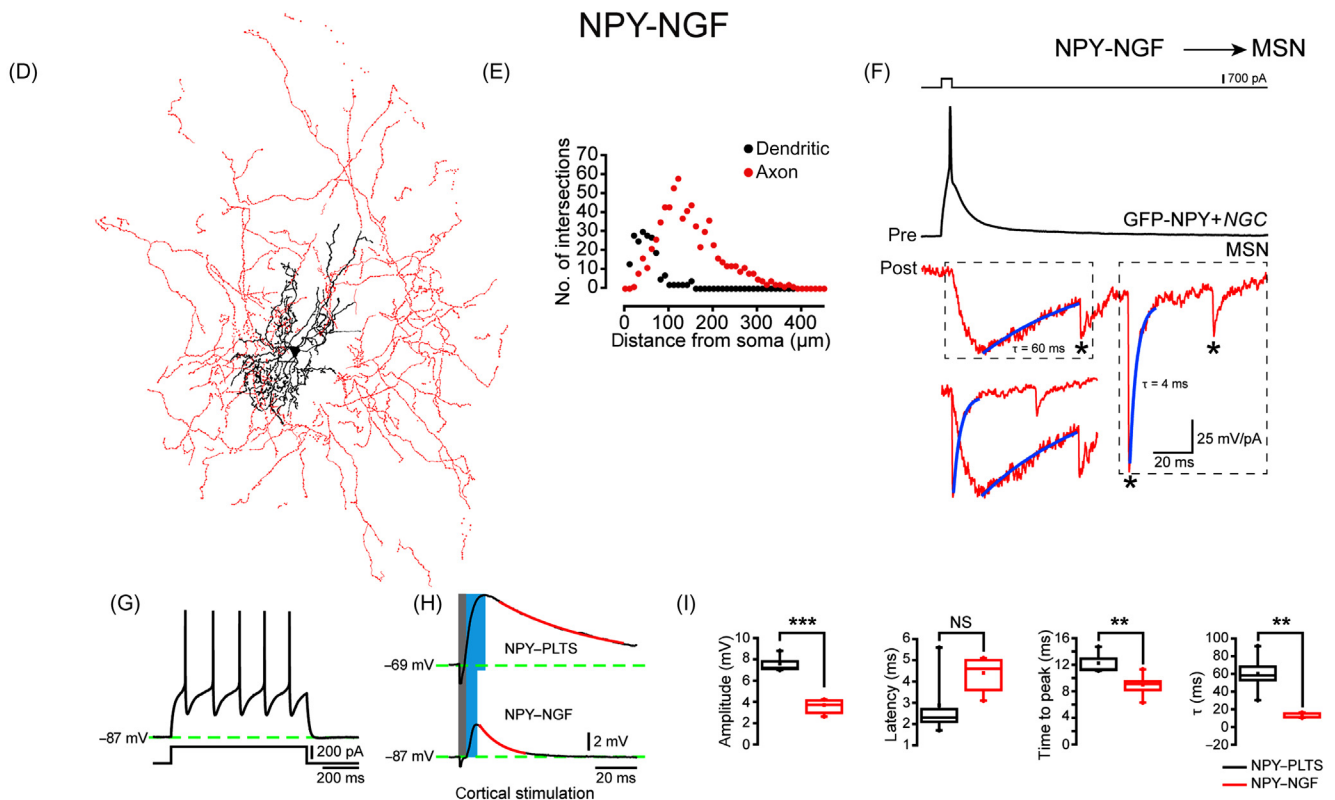 NPY-NGF
NPY-NGF → MSN
(D)
(E)
No. of intersections
70
60
50
40
30
20
10
0
Dendritic
Axon
0 100 200 300 400
Distance from soma (µm)
(F)
700 pA
Pre
GFP-NPY+NGC
MSN
Post
τ = 60 ms
*
*
τ = 4 ms
25 mV/pA
20 ms
*
(G)
–87 mV
200 pA
200 ms
(H)
–69 mV
NPY–PLTS
NPY–NGF
2 mV
–87 mV
20 ms
Cortical stimulation
(I)
***
Amplitude (mV)
10
8
6
4
2
0
NS
Latency (ms)
6
5
4
3
2
1
**
Time to peak (ms)
16
12
8
4
0
**
τ (ms)
100
80
60
40
20
0
–20
NPY–PLTS
NPY–NGF